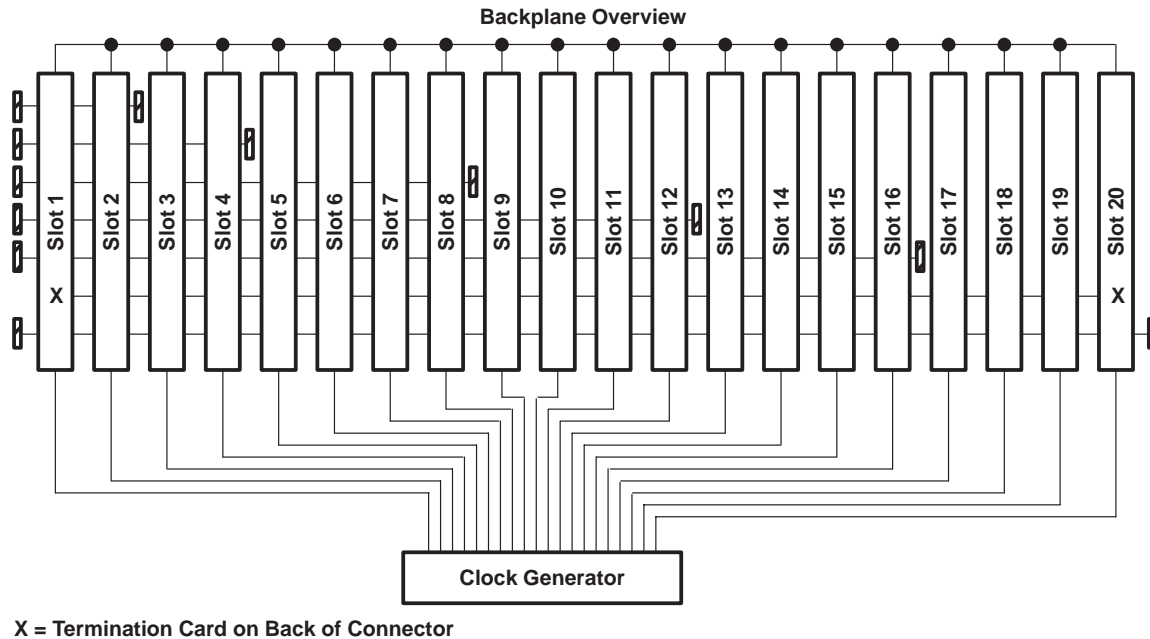 Backplane Overview
Slot 1
Slot 2
Slot 3
Slot 4
Slot 5
Slot 6
Slot 7
Slot 8
Slot 9
Slot 10
Slot 11
Slot 12
Slot 13
Slot 14
Slot 15
Slot 16
Slot 17
Slot 18
Slot 19
Slot 20
X
X
Clock Generator
X = Termination Card on Back of Connector